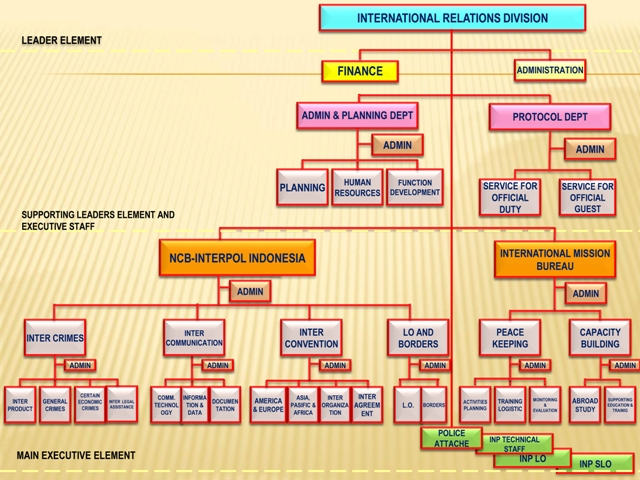 INTERNATIONAL RELATIONS DIVISION
LEADER ELEMENT
FINANCE
ADMINISTRATION
ADMIN & PLANNING DEPT
PROTOCOL DEPT
ADMIN
ADMIN
PLANNING
HUMAN
RESOURCES
FUNCTION
DEVELOPMENT
SERVICE FOR
OFFICIAL
DUTY
SERVICE FOR
OFFICIAL
GUEST
SUPPORTING LEADERS ELEMENT AND
EXECUTIVE STAFF
NCB-INTERPOL INDONESIA
INTERNATIONAL MISSION
BUREAU
ADMIN
ADMIN
INTER CRIMES
INTER
COMMUNICATION
INTER
CONVENTION
LO AND
BORDERS
PEACE
KEEPING
CAPACITY
BUILDING
ADMIN
ADMIN
ADMIN
ADMIN
ADMIN
ADMIN
INTER
PRODUCT
GENERAL
CRIMES
CERTAIN
ECONOMIC
CRIMES
INTER LEGAL
ASSISTANCE
COMM.
TECHNOL
OGY
INFORMA
TION &
DATA
DOCUMEN
TATION
AMERICA
& EUROPE
ASIA,
PASIFIC &
AFRICA
INTER
ORGANIZA
TION
INTER
AGREEM
ENT
L.O.
BORDERS
ACTIVITIES
PLANNING
TRAINING
LOGISTIC
MONITORING
&
EVALUATION
ABROAD
STUDY
SUPPORTING
EDUCATION &
TRAINIG
POLICE
ATTACHE
INP TECHNICAL
STAFF
INP LO
INP SLO
MAIN EXECUTIVE ELEMENT